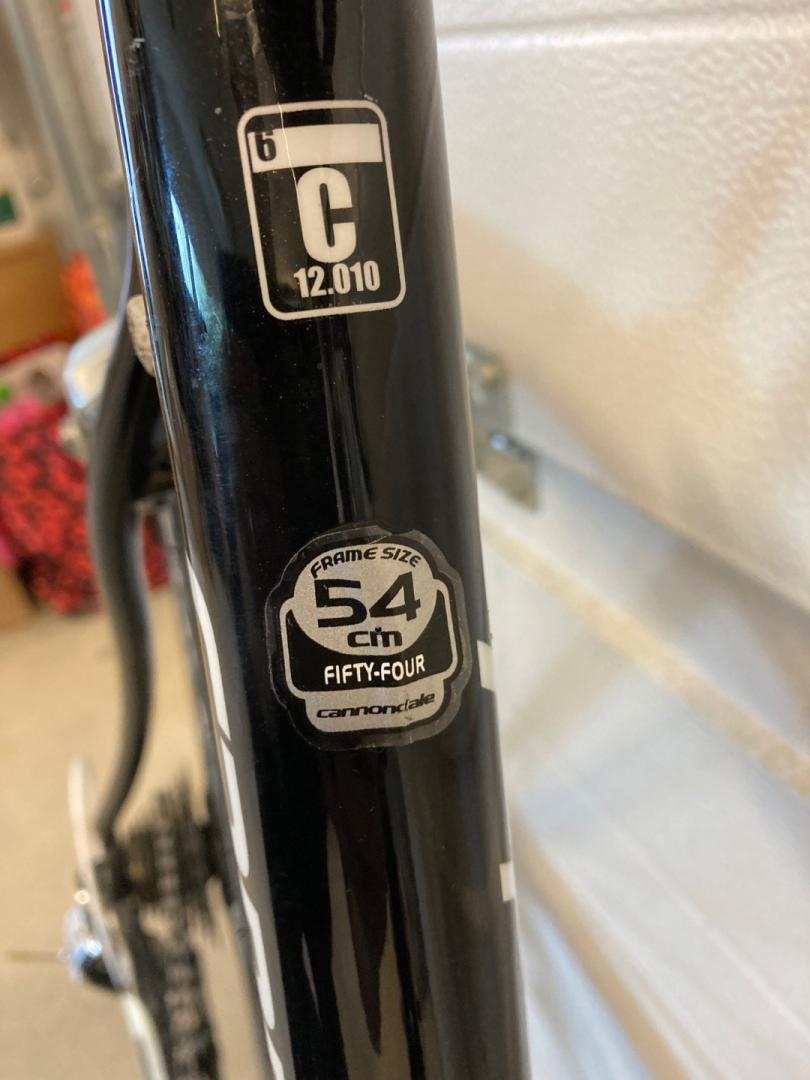 6
C
12.010
FRAME SIZE
54
cm
FIFTY-FOUR
cannondale